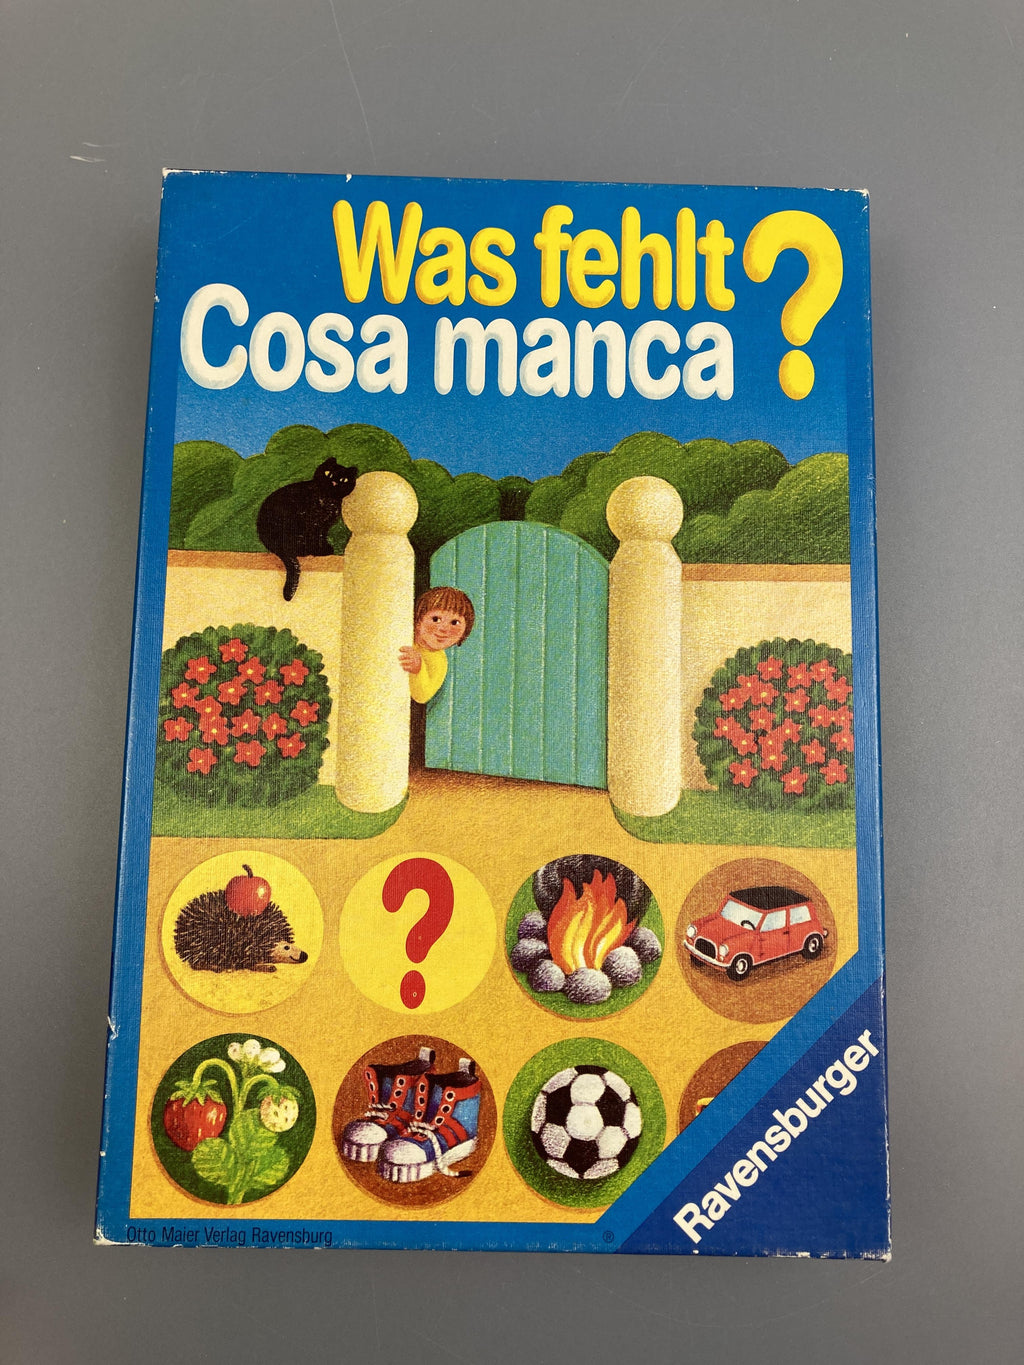 Was fehlt
Cosa manca?
?
Ravensburger
Otto Maier Verlag Ravensburg
®